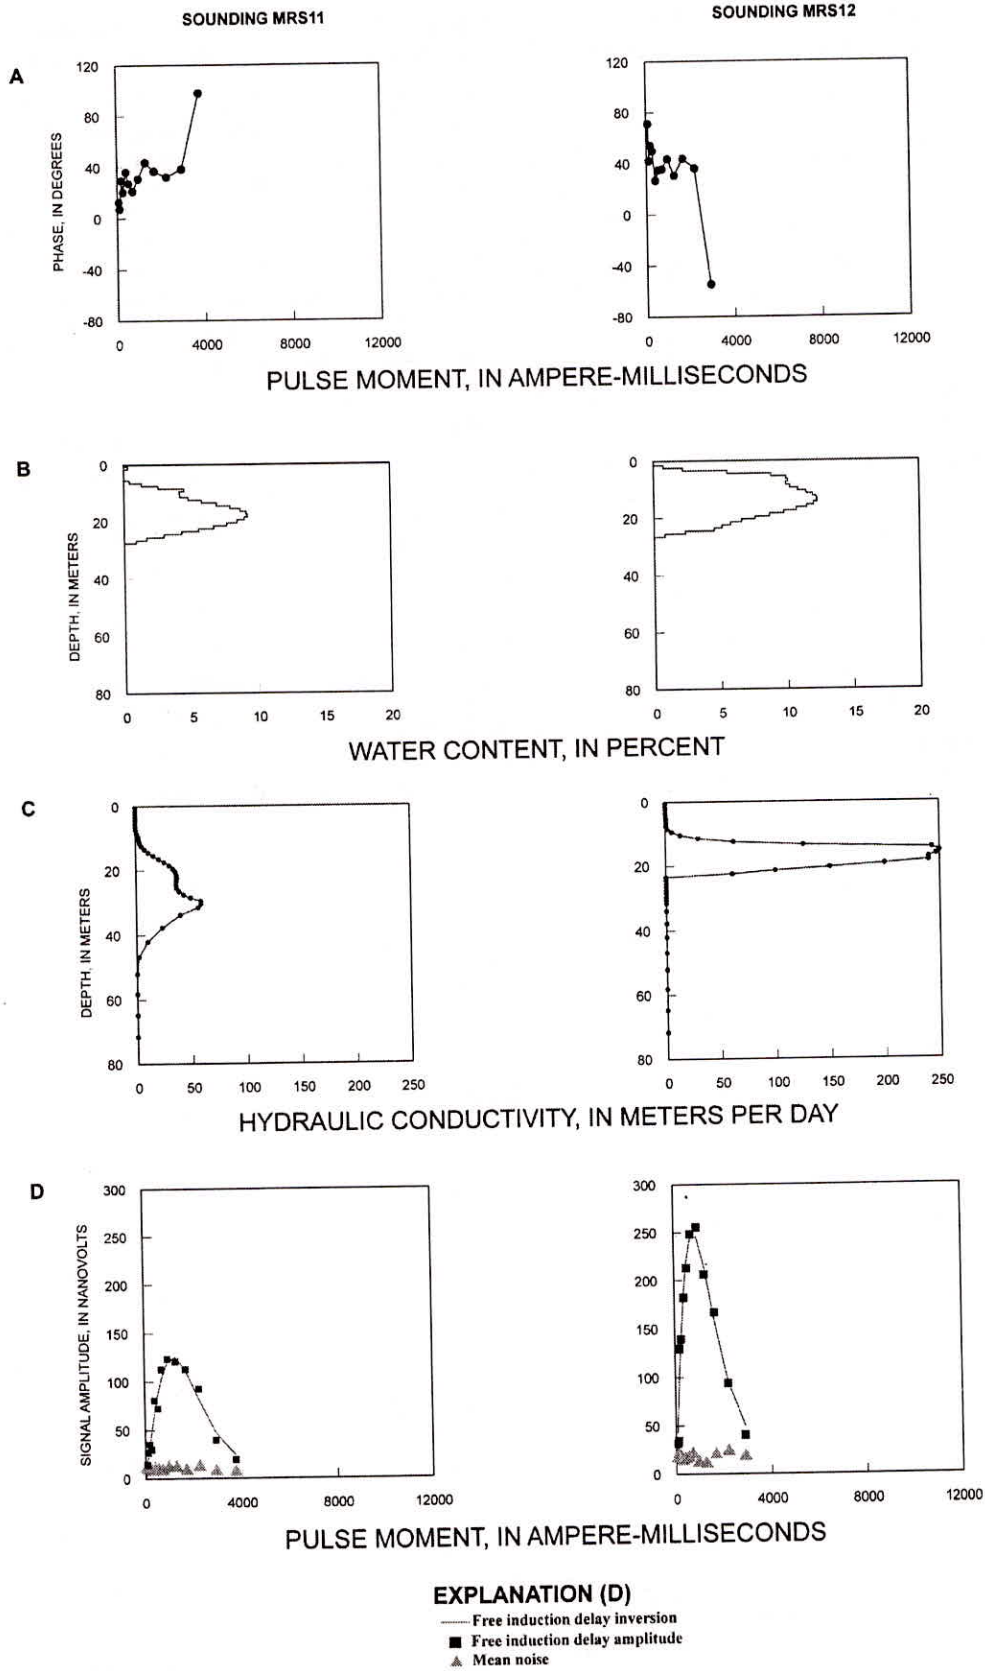 SOUNDING MRS11
SOUNDING MRS12
A
PHASE, IN DEGREES
120
80
40
0
-40
-80
0 4000 8000 12000
120
80
40
0
-40
-80
0 4000 8000 12000
PULSE MOMENT, IN AMPERE-MILLISECONDS
B
DEPTH, IN METERS
0
20
40
60
80
0 5 10 15 20
0
20
40
60
80
0 5 10 15 20
WATER CONTENT, IN PERCENT
C
DEPTH, IN METERS
0
20
40
60
80
0 50 100 150 200 250
0
20
40
60
80
0 50 100 150 200 250
HYDRAULIC CONDUCTIVITY, IN METERS PER DAY
D
SIGNAL AMPLITUDE, IN NANOVOLTS
300
250
200
150
100
50
0
0 4000 8000 12000
300
250
200
150
100
50
0
0 4000 8000 12000
PULSE MOMENT, IN AMPERE-MILLISECONDS
EXPLANATION (D)
Free induction delay inversion
Free induction delay amplitude
Mean noise